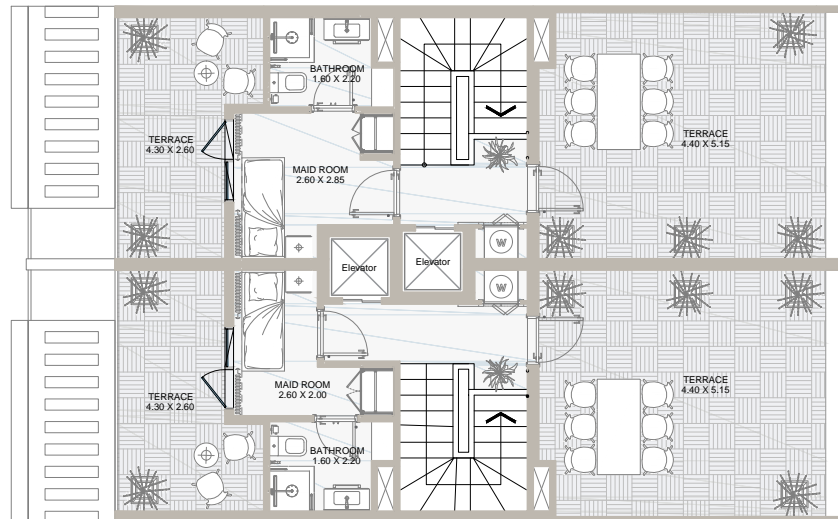 BATHROOM
1.60 X 2.20
TERRACE
4.30 X 2.60
TERRACE
4.40 X 5.15
MAID ROOM
2.60 X 2.85
W
Elevator
Elevator
W
MAID ROOM
2.60 X 2.00
TERRACE
4.30 X 2.60
TERRACE
4.40 X 5.15
BATHROOM
1.60 X 2.20